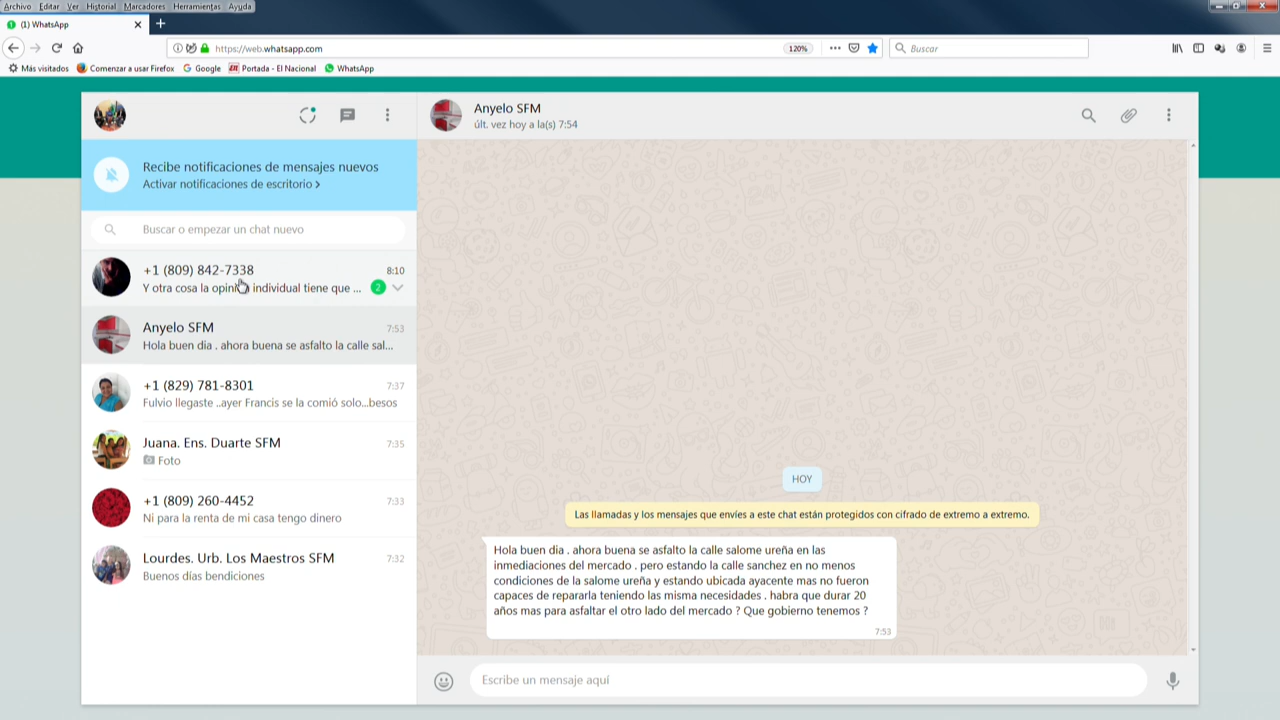 Archivo Editar Ver Historial Marcadores Herramientas Ayuda
(1) WhatsApp
https://web.whatsapp.com
120%
Buscar
Más visitados Comenzar a usar Firefox Google Portada - El Nacional WhatsApp
Anyelo SFM
últ. vez hoy a la(s) 7:54
Recibe notificaciones de mensajes nuevos
Activar notificaciones de escritorio >
Buscar o empezar un chat nuevo
+1 (809) 842-7338 8:10
Y otra cosa la individual tiene que ... 2
Anyelo SFM 7:53
Hola buen dia . ahora buena se asfalto la calle sal...
+1 (829) 781-8301 7:37
Fulvio llegaste ..ayer Francis se la comió solo...besos
Juana. Ens. Duarte SFM 7:35
Foto
+1 (809) 260-4452 7:33
Ni para la renta de mi casa tengo dinero
Lourdes. Urb. Los Maestros SFM 7:32
Buenos días bendiciones
HOY
Las llamadas y los mensajes que envíes a este chat están protegidos con cifrado de extremo a extremo.
Hola buen dia . ahora buena se asfalto la calle salome ureña en las
inmediaciones del mercado . pero estando la calle sanchez en no menos
condiciones de la salome ureña y estando ubicada ayacente mas no fueron
capaces de repararla teniendo las misma necesidades . habra que durar 20
años mas para asfaltar el otro lado del mercado ? Que gobierno tenemos ?
7:53
Escribe un mensaje aquí